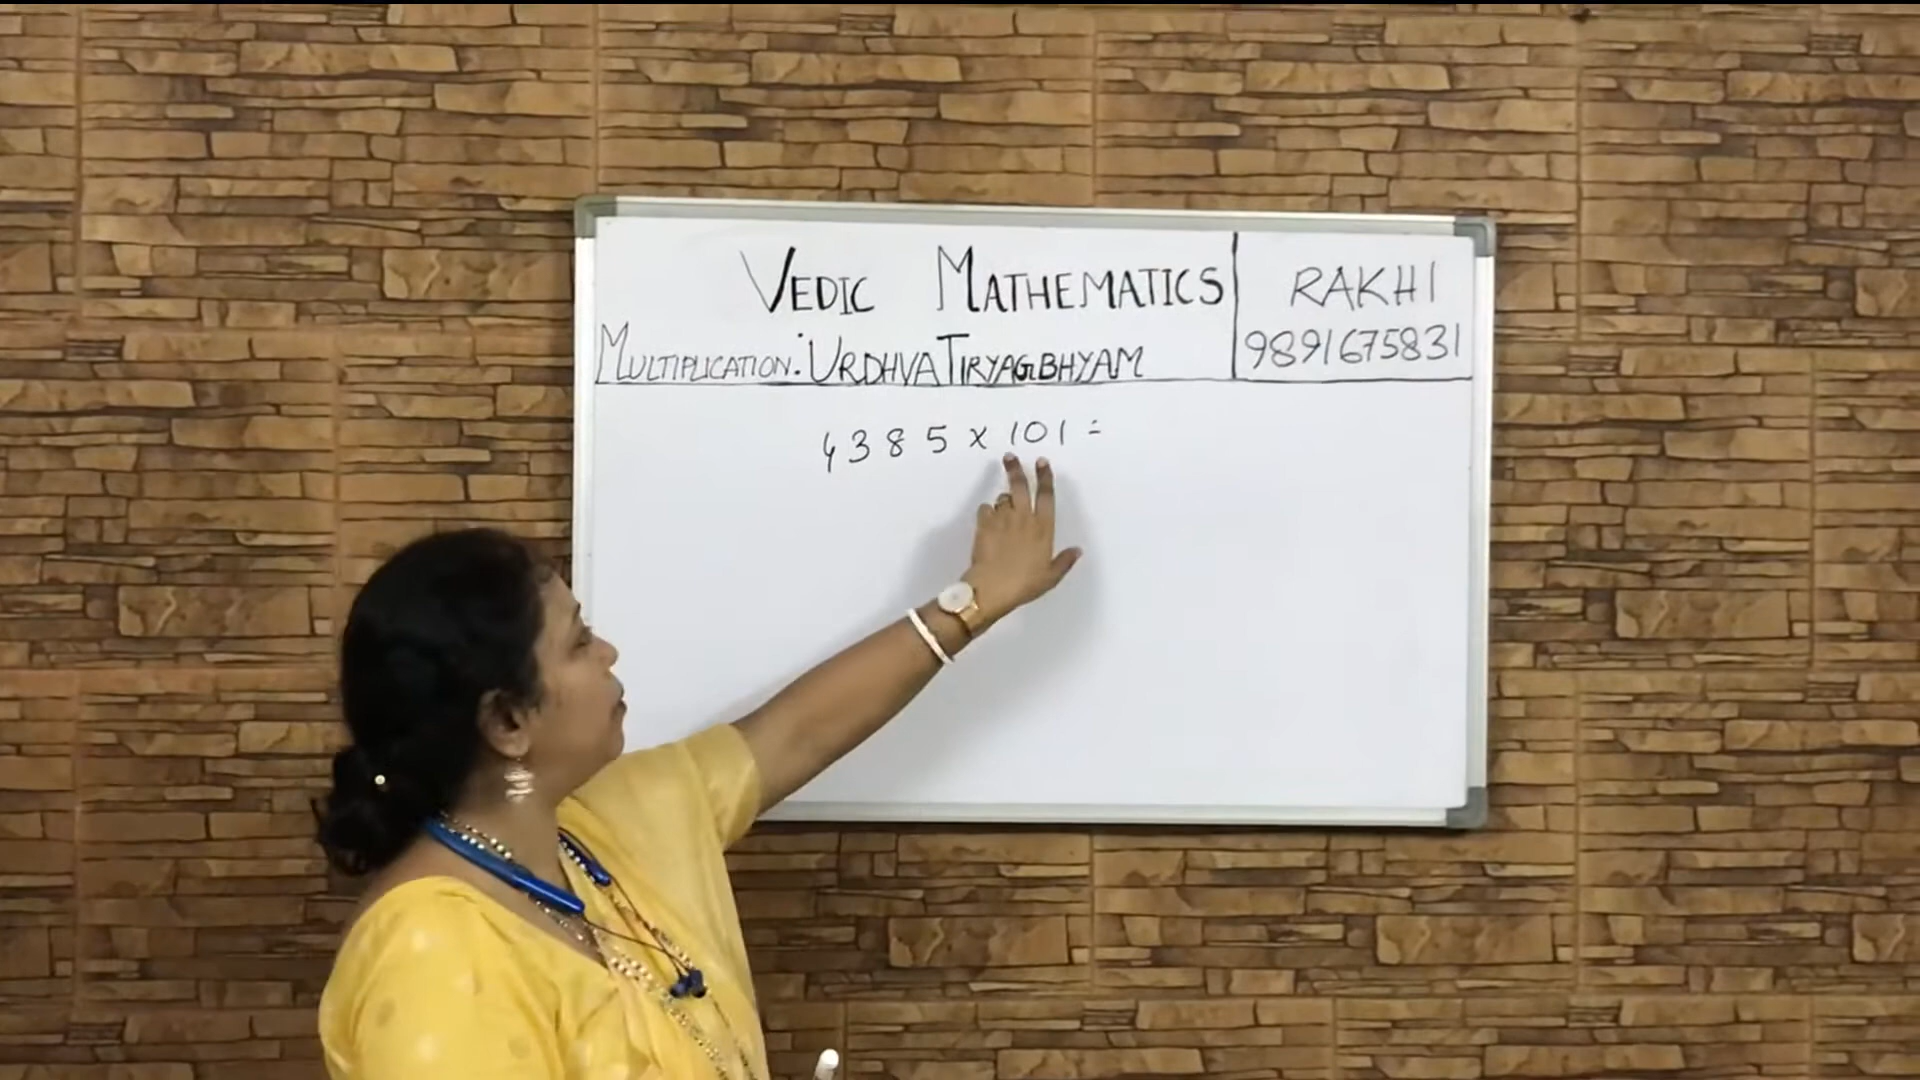 VEDIC MATHEMATICS
RAKHI
9891675831
MULTIPLICATION: URDHVA TIRYAGBHYAM
4385 x 101 =